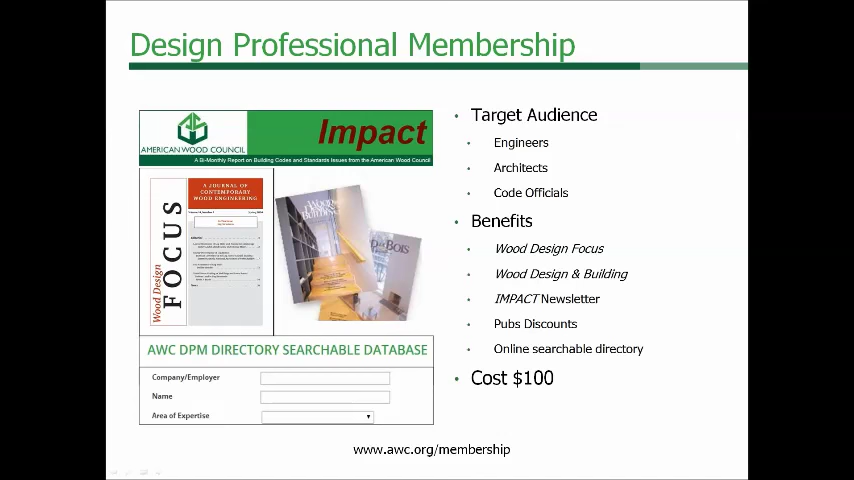 Design Professional Membership
AMERICAN WOOD COUNCIL
Impact
A Bi-Monthly Report on Building Codes and Standards Issues from the American Wood Council
Wood Design
FOCUS
A JOURNAL OF
CONTEMPORARY
WOOD ENGINEERING
WOOD DESIGN
BUILDING
BOIS
AWC DPM DIRECTORY SEARCHABLE DATABASE
Company/Employer
Name
Area of Expertise
• Target Audience
• Engineers
• Architects
• Code Officials
• Benefits
• Wood Design Focus
• Wood Design & Building
• IMPACT Newsletter
• Pubs Discounts
• Online searchable directory
• Cost $100
www.awc.org/membership